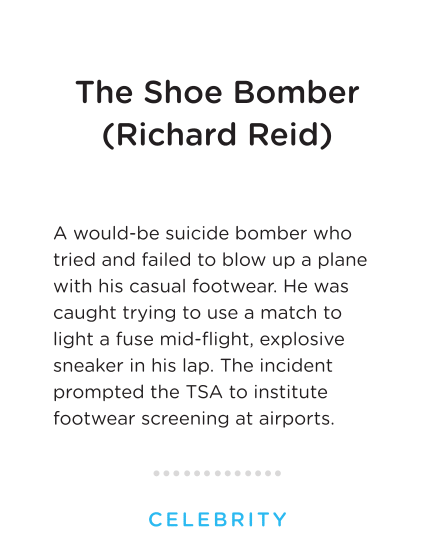 The Shoe Bomber
(Richard Reid)
A would-be suicide bomber who
tried and failed to blow up a plane
with his casual footwear. He was
caught trying to use a match to
light a fuse mid-flight, explosive
sneaker in his lap. The incident
prompted the TSA to institute
footwear screening at airports.
CELEBRITY